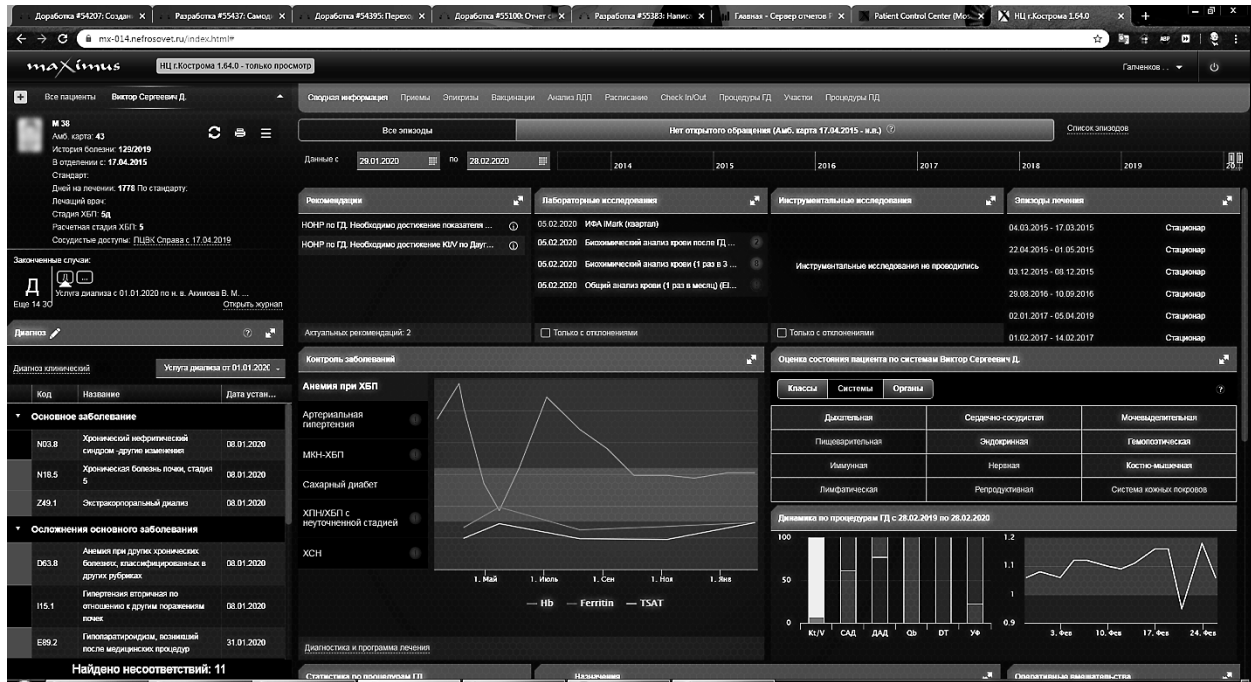 Доработка #54207: Создан
Разработка #55437: Самод
Доработка #54395: Перехо
Доработка #55100: Отчет с
Разработка #55383: Написа
Главная - Сервер отчетов
Patient Control Center (Mos
НЦ г.Кострома 1.64.0
mx-014.nefrosovet.ru/index.html#
maXimus
НЦ г.Кострома 1.64.0 - только просмотр
Галченков . .
Все пациенты
Виктор Сергеевич Д.
Сводная информация Приемы Эпикризы Вакцинации Анализ ЛДП Расписание Check In/Out Процедуры ГД Участки Процедуры ПД
М 38
Амб. карта: 43
История болезни: 129/2019
В отделении с: 17.04.2015
Стандарт:
Дней на лечении: 1778 По стандарту:
Лечащий врач:
Стадия ХБП: 5д
Расчетная стадия ХБП: 5
Сосудистые доступы: ПЦВК Справа с 17.04.2019
Все эпизоды
Нет открытого обращения (Амб. карта 17.04.2015 - н.в.)
Список эпизодов
Данные с 29.01.2020 по 28.02.2020
2014 2015 2016 2017 2018 2019 20
Законченные случаи:
Д
Услуга диализа с 01.01.2020 по н. в. Акимова В. М. ...
Еще 14 ЗС
Открыть журнал
Диагноз
Диагноз клинический
Услуга диализа от 01.01.2020
Код Название Дата устан...
Основное заболевание
N03.8 Хронический нефритический синдром -другие изменения 08.01.2020
N18.5 Хроническая болезнь почки, стадия 5 08.01.2020
Z49.1 Экстракорпоральный диализ 08.01.2020
Осложнения основного заболевания
D63.8 Анемия при других хронических болезнях, классифицированных в других рубриках 08.01.2020
I15.1 Гипертензия вторичная по отношению к другим поражениям почек 08.01.2020
E89.2 Гипопаратироидизм, возникший после медицинских процедур 31.01.2020
Найдено несоответствий: 11
Рекомендации
НОНР по ГД. Необходимо достижение показателя ...
НОНР по ГД. Необходимо достижение Kt/V по Дауг...
Актуальных рекомендаций: 2
Лабораторные исследования
05.02.2020 ИФА iMark (квартал)
05.02.2020 Биохимический анализ крови после ГД ...
05.02.2020 Биохимический анализ крови (1 раз в 3 ...
05.02.2020 Общий анализ крови (1 раз в месяц) (El...
Только с отклонениями
Инструментальные исследования
Инструментальные исследования не проводились
Только с отклонениями
Эпизоды лечения
04.03.2015 - 17.03.2015 Стационар
22.04.2015 - 01.05.2015 Стационар
03.12.2015 - 08.12.2015 Стационар
29.08.2016 - 10.09.2016 Стационар
02.01.2017 - 05.04.2019 Стационар
01.02.2017 - 14.02.2017 Стационар
Контроль заболеваний
Анемия при ХБП
Артериальная гипертензия
МКН-ХБП
Сахарный диабет
ХПН/ХБП с неуточненной стадией
ХСН
1. Май 1. Июль 1. Сен 1. Ноя 1. Янв
Hb Ferritin TSAT
Диагностика и программа лечения
Оценка состояния пациента по системам Виктор Сергеевич Д.
Классы Системы Органы
Дыхательная Сердечно-сосудистая Мочевыделительная
Пищеварительная Эндокринная Гемопоэтическая
Иммунная Нервная Костно-мышечная
Лимфатическая Репродуктивная Система кожных покровов
Динамика по процедурам ГД с 28.02.2019 по 28.02.2020
100
50
0
Kt/V САД ДАД Qb DT УФ
1.2
1.1
1
0.9
3. Фев 10. Фев 17. Фев 24. Фев
Статистика по процедурам ГД
Назначения
Оперативные вмешательства